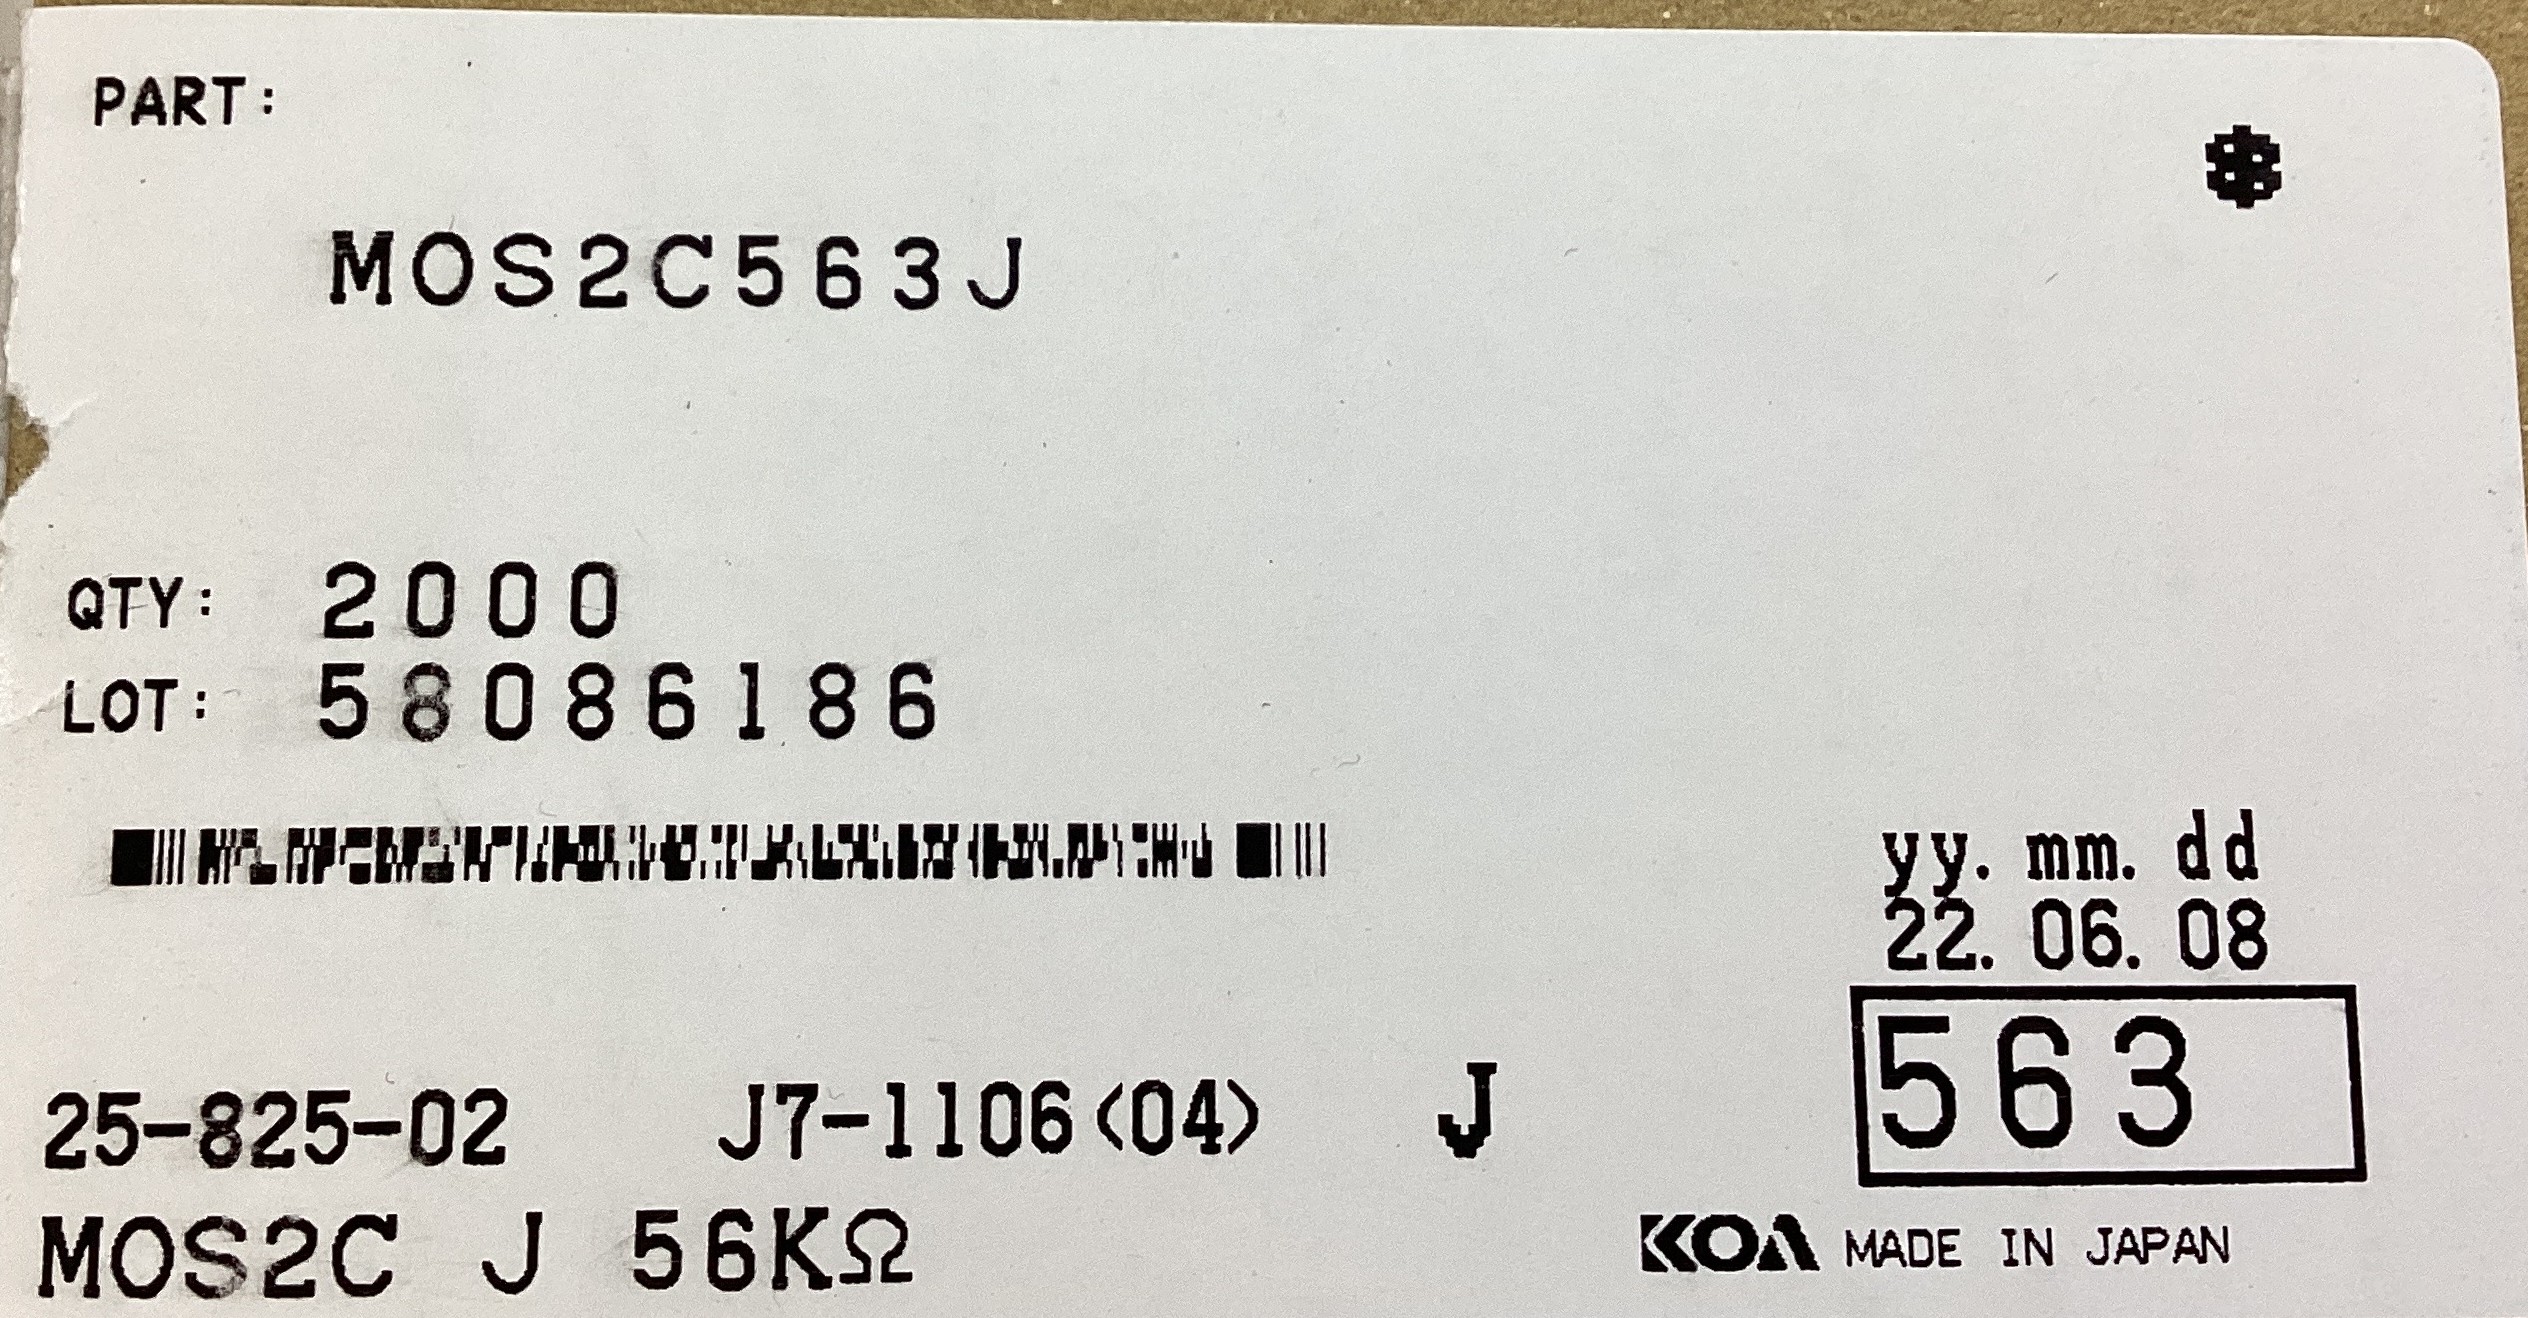 PART:
MOS2C563J
QTY: 2000
LOT: 58086186
yy. mm. dd
22. 06. 08
563
25-825-02 J7-1106(04) J
MOS2C J 56KΩ
KOA MADE IN JAPAN